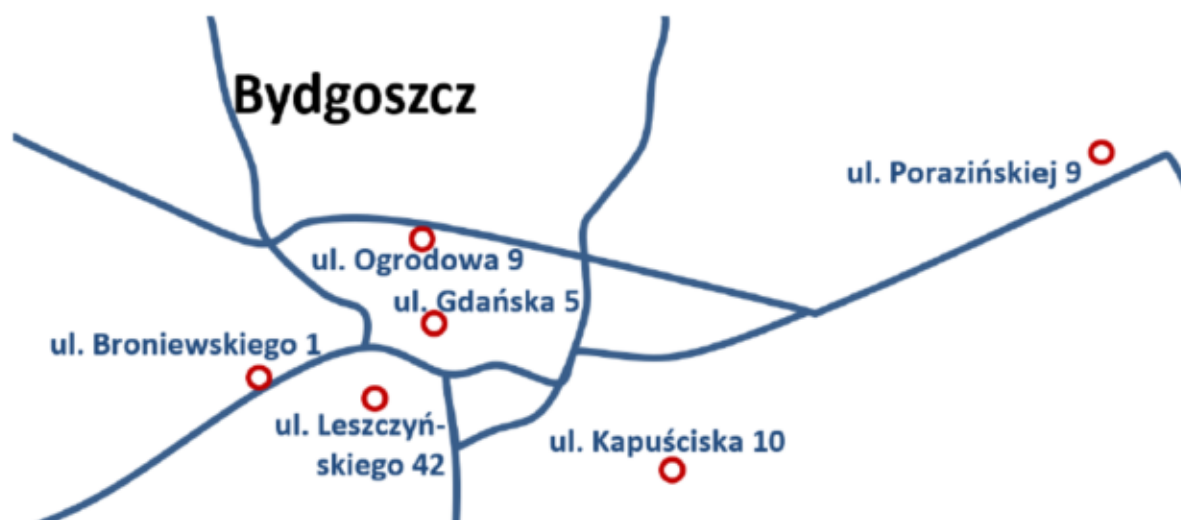 Bydgoszcz
ul. Porazińskiej 9
ul. Ogrodowa 9
ul. Gdańska 5
ul. Broniewskiego 1
ul. Leszczyń-
skiego 42
ul. Kapuściska 10